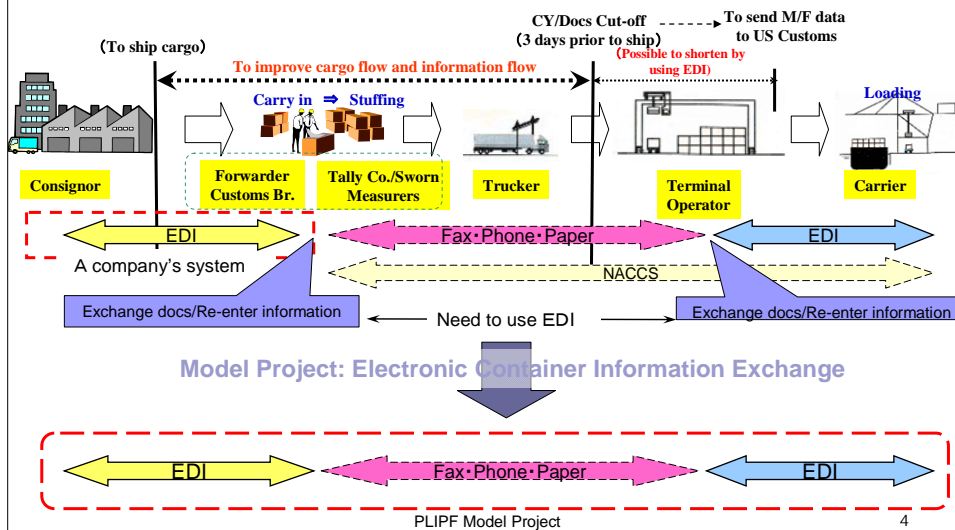 CY/Docs Cut-off
(3 days prior to ship)
To send M/F data
to US Customs
(To ship cargo)
To improve cargo flow and information flow
(Possible to shorten by
using EDI)
Carry in ⇒ Stuffing
Loading
Consignor
Forwarder
Customs Br.
Tally Co./Sworn
Measurers
Trucker
Terminal
Operator
Carrier
EDI
Fax・Phone・Paper
EDI
A company's system
NACCS
Exchange docs/Re-enter information
Need to use EDI
Exchange docs/Re-enter information
Model Project: Electronic Container Information Exchange
EDI
Fax・Phone・Paper
EDI
PLIPF Model Project
4